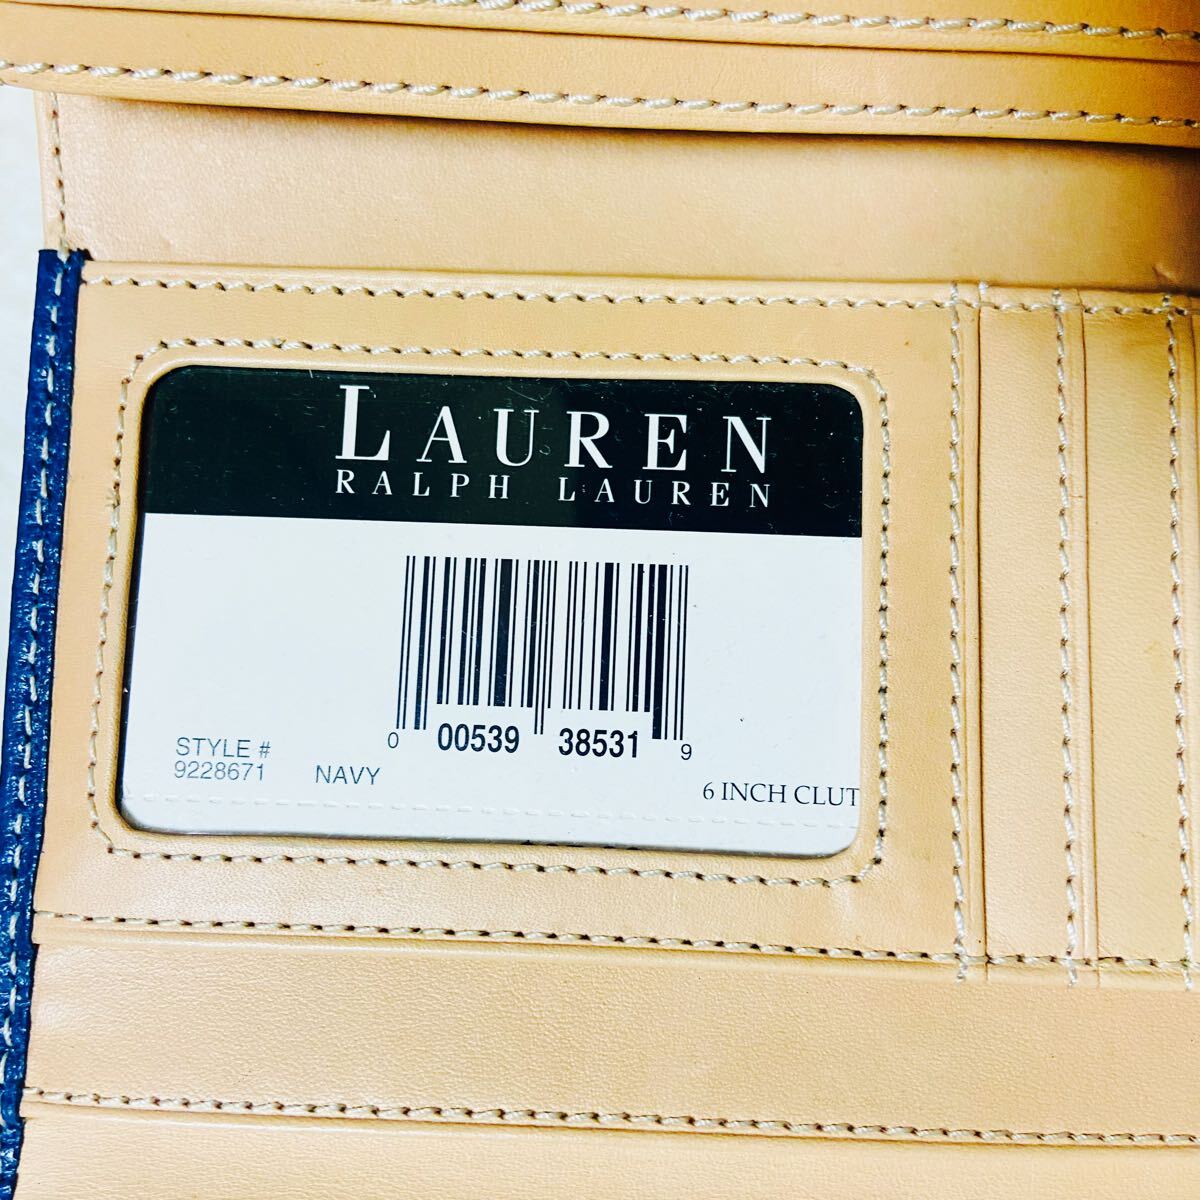 LAUREN
RALPH LAUREN
0 00539 38531 9
STYLE #
9228671 NAVY
6 INCH CLUT